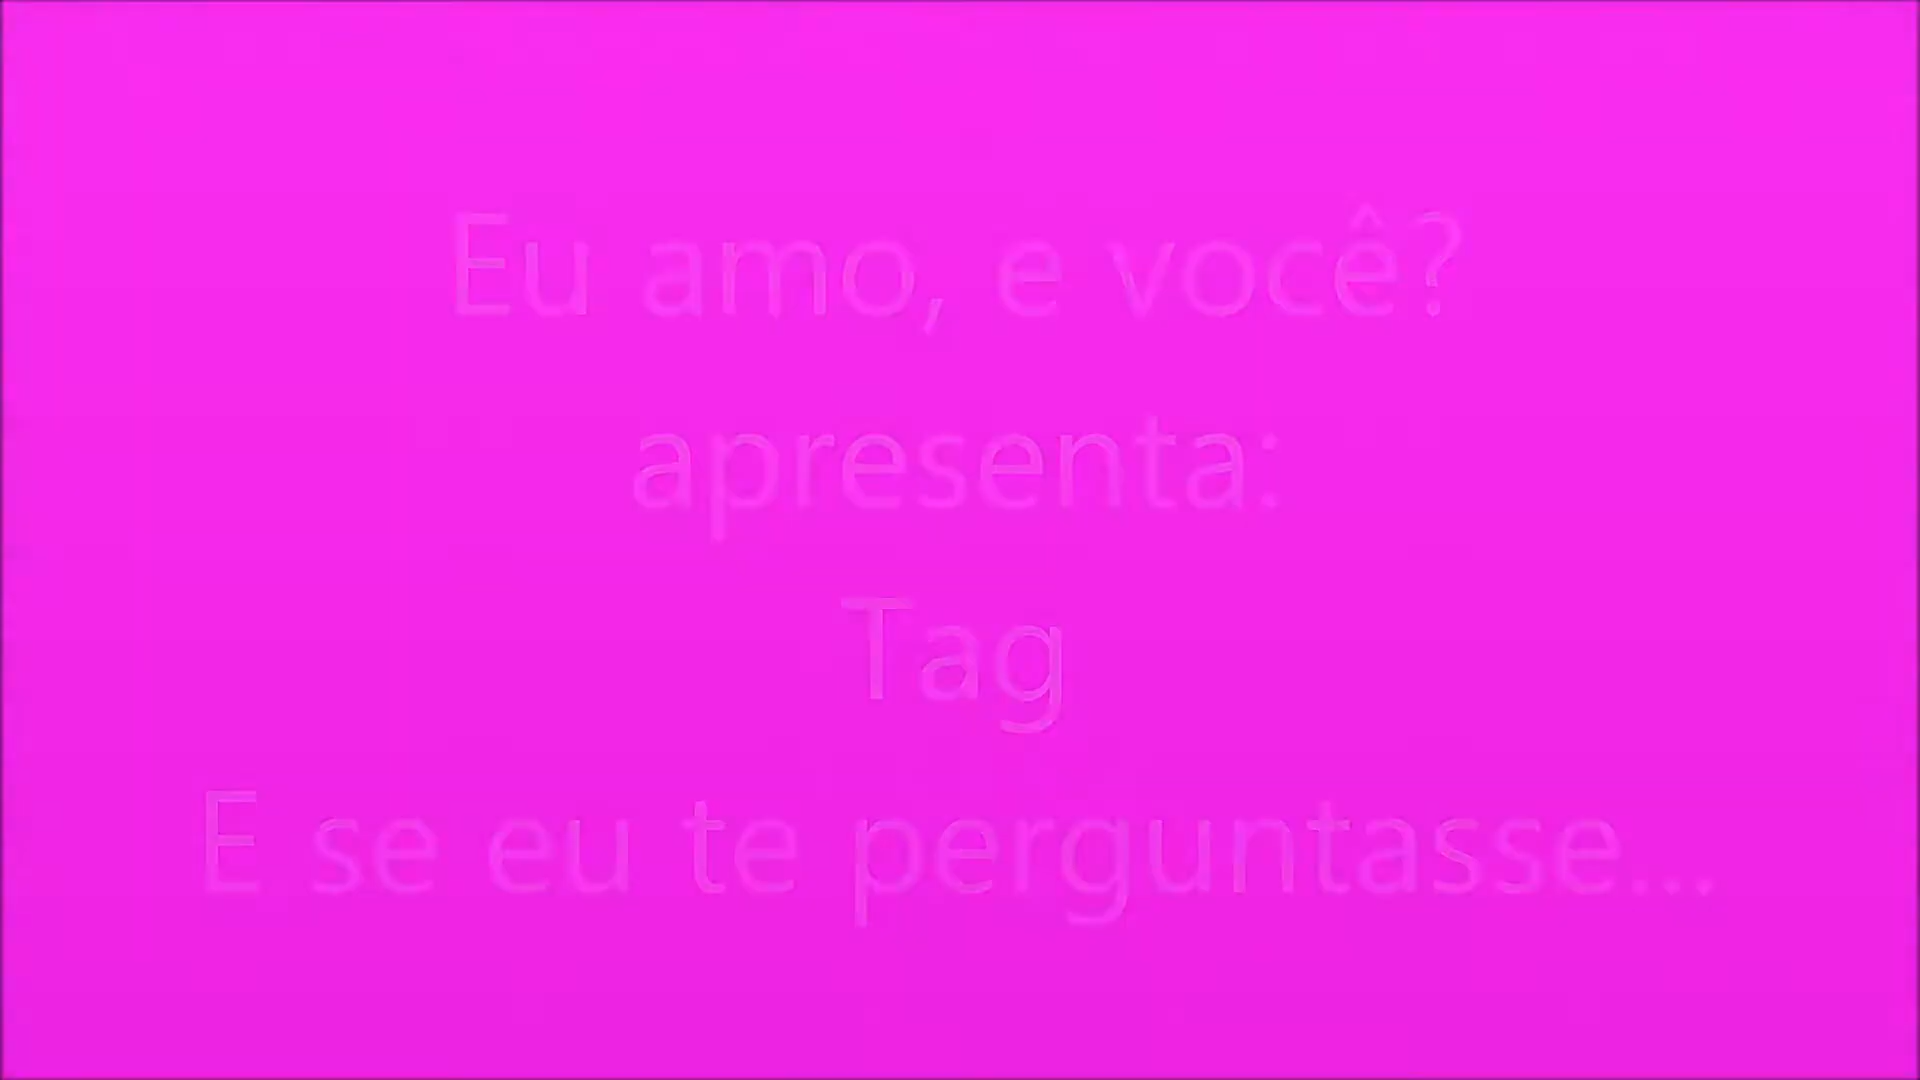 Eu amo, e você?
apresenta:
Tag
E se eu te perguntasse...